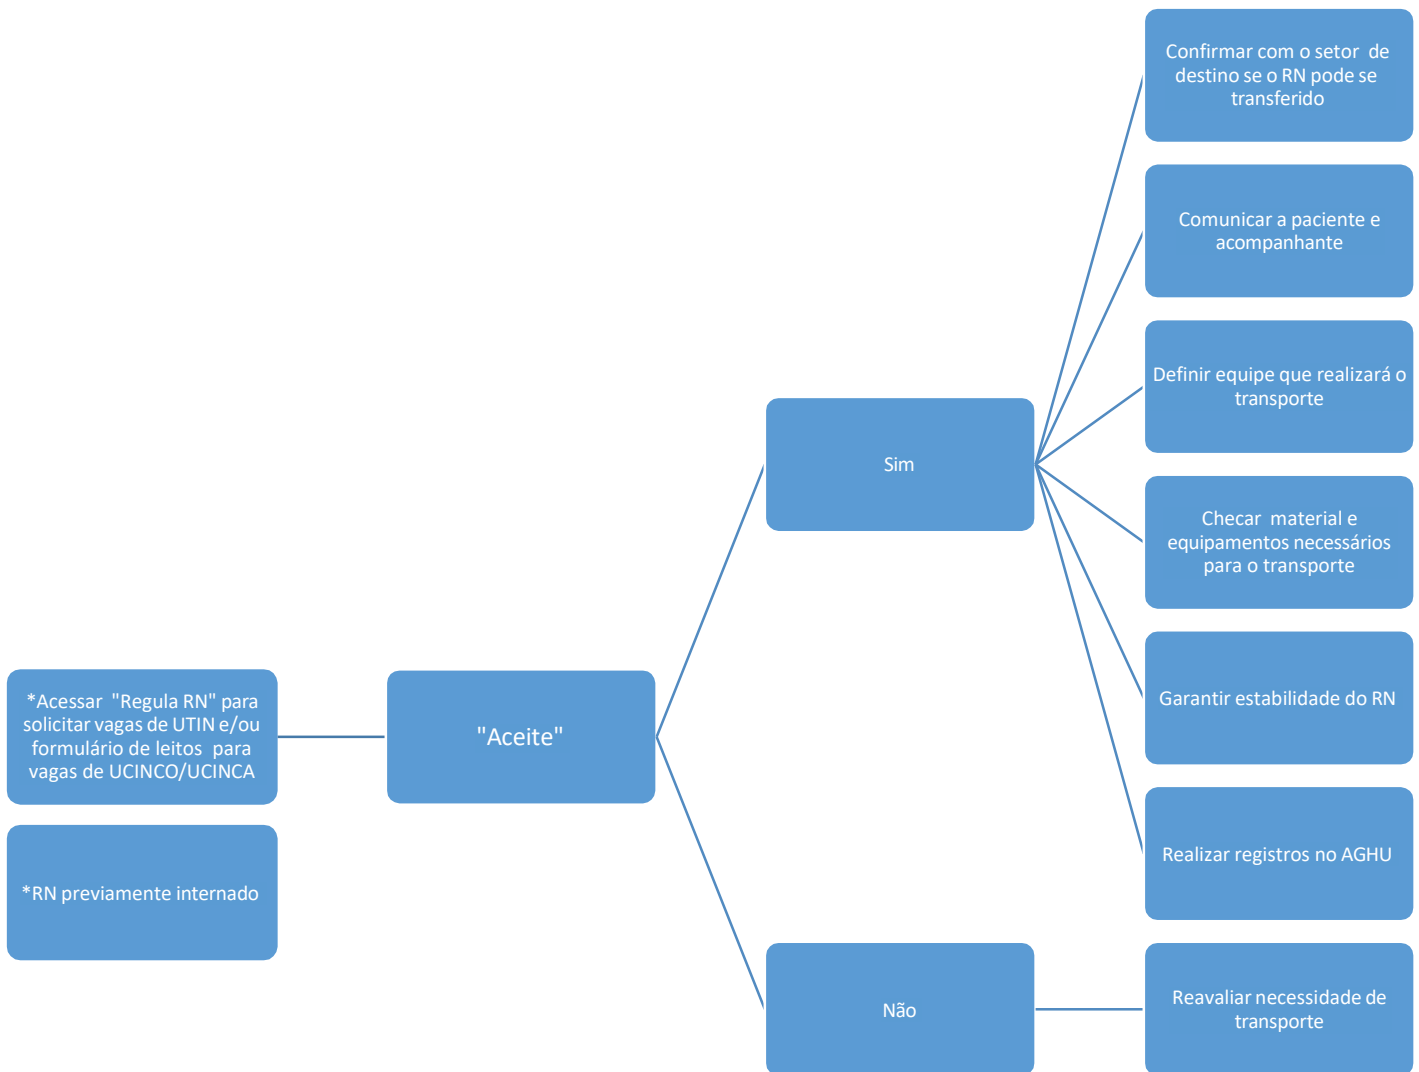 *Acessar "Regula RN" para
solicitar vagas de UTIN e/ou
formulário de leitos para
vagas de UCINCO/UCINCA
*RN previamente internado
"Aceite"
Sim
Confirmar com o setor de
destino se o RN pode se
transferido
Comunicar a paciente e
acompanhante
Definir equipe que realizará o
transporte
Checar material e
equipamentos necessários
para o transporte
Garantir estabilidade do RN
Realizar registros no AGHU
Não
Reavaliar necessidade de
transporte